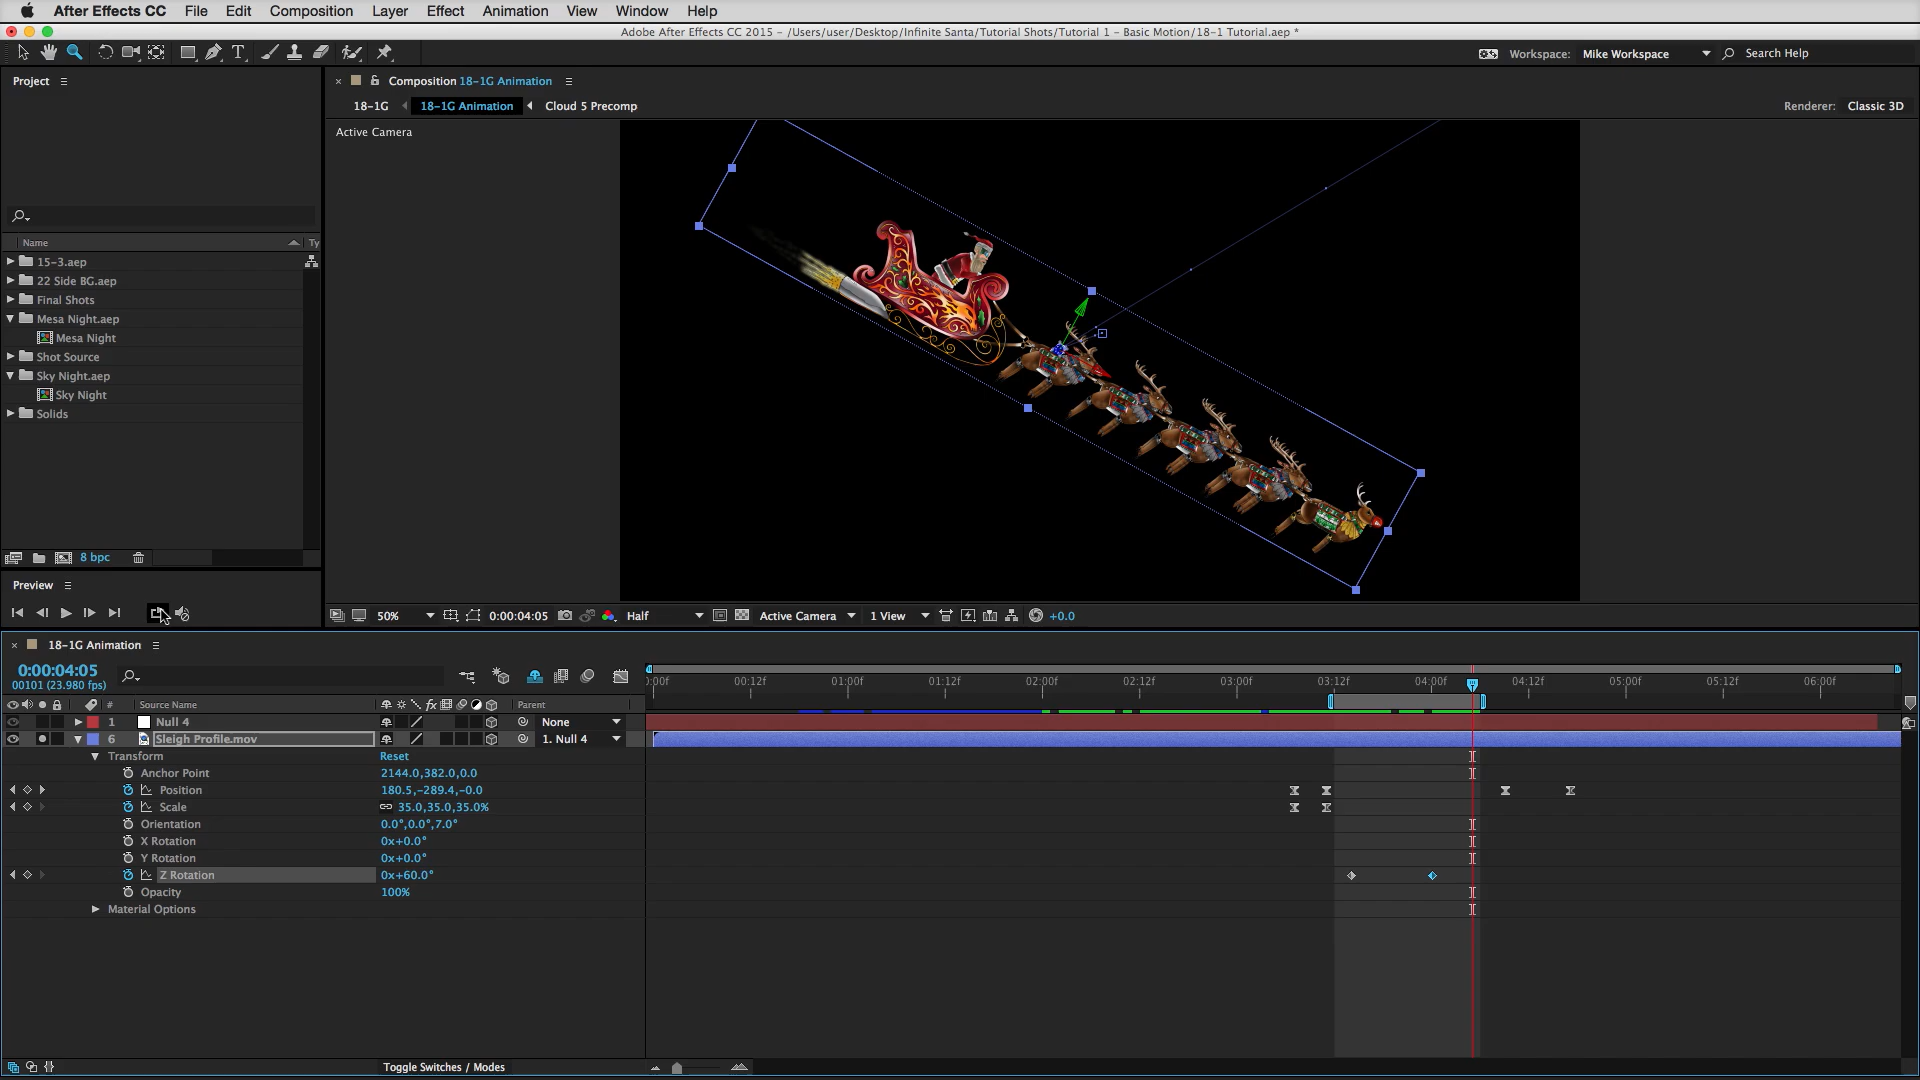 After Effects CC File Edit Composition Layer Effect Animation View Window Help
Adobe After Effects CC 2015 – /Users/user/Desktop/Infinite Santa/Tutorial Shots/Tutorial 1 – Basic Motion/18-1 Tutorial.aep *
T Workspace: Mike Workspace Search Help
Project
Composition 18-1G Animation
18-1G 18-1G Animation Cloud 5 Precomp Renderer: Classic 3D
Active Camera
Name Ty
15-3.aep
22 Side BG.aep
Final Shots
Mesa Night.aep
Mesa Night
Shot Source
Sky Night.aep
Sky Night
Solids
8 bpc
Preview
50% 0:00:04:05 Half Active Camera 1 View +0.0
18-1G Animation
0:00:04:05
00101 (23.980 fps)
:00f 00:12f 01:00f 01:12f 02:00f 02:12f 03:00f 03:12f 04:00f 04:12f 05:00f 05:12f 06:00f
# Source Name fx Parent
1 Null 4 None
6 Sleigh Profile.mov 1. Null 4
Transform Reset
Anchor Point 2144.0,382.0,0.0
Position 180.5,-289.4,-0.0
Scale 35.0,35.0,35.0%
Orientation 0.0°,0.0°,7.0°
X Rotation 0x+0.0°
Y Rotation 0x+0.0°
Z Rotation 0x+60.0°
Opacity 100%
Material Options
Toggle Switches / Modes